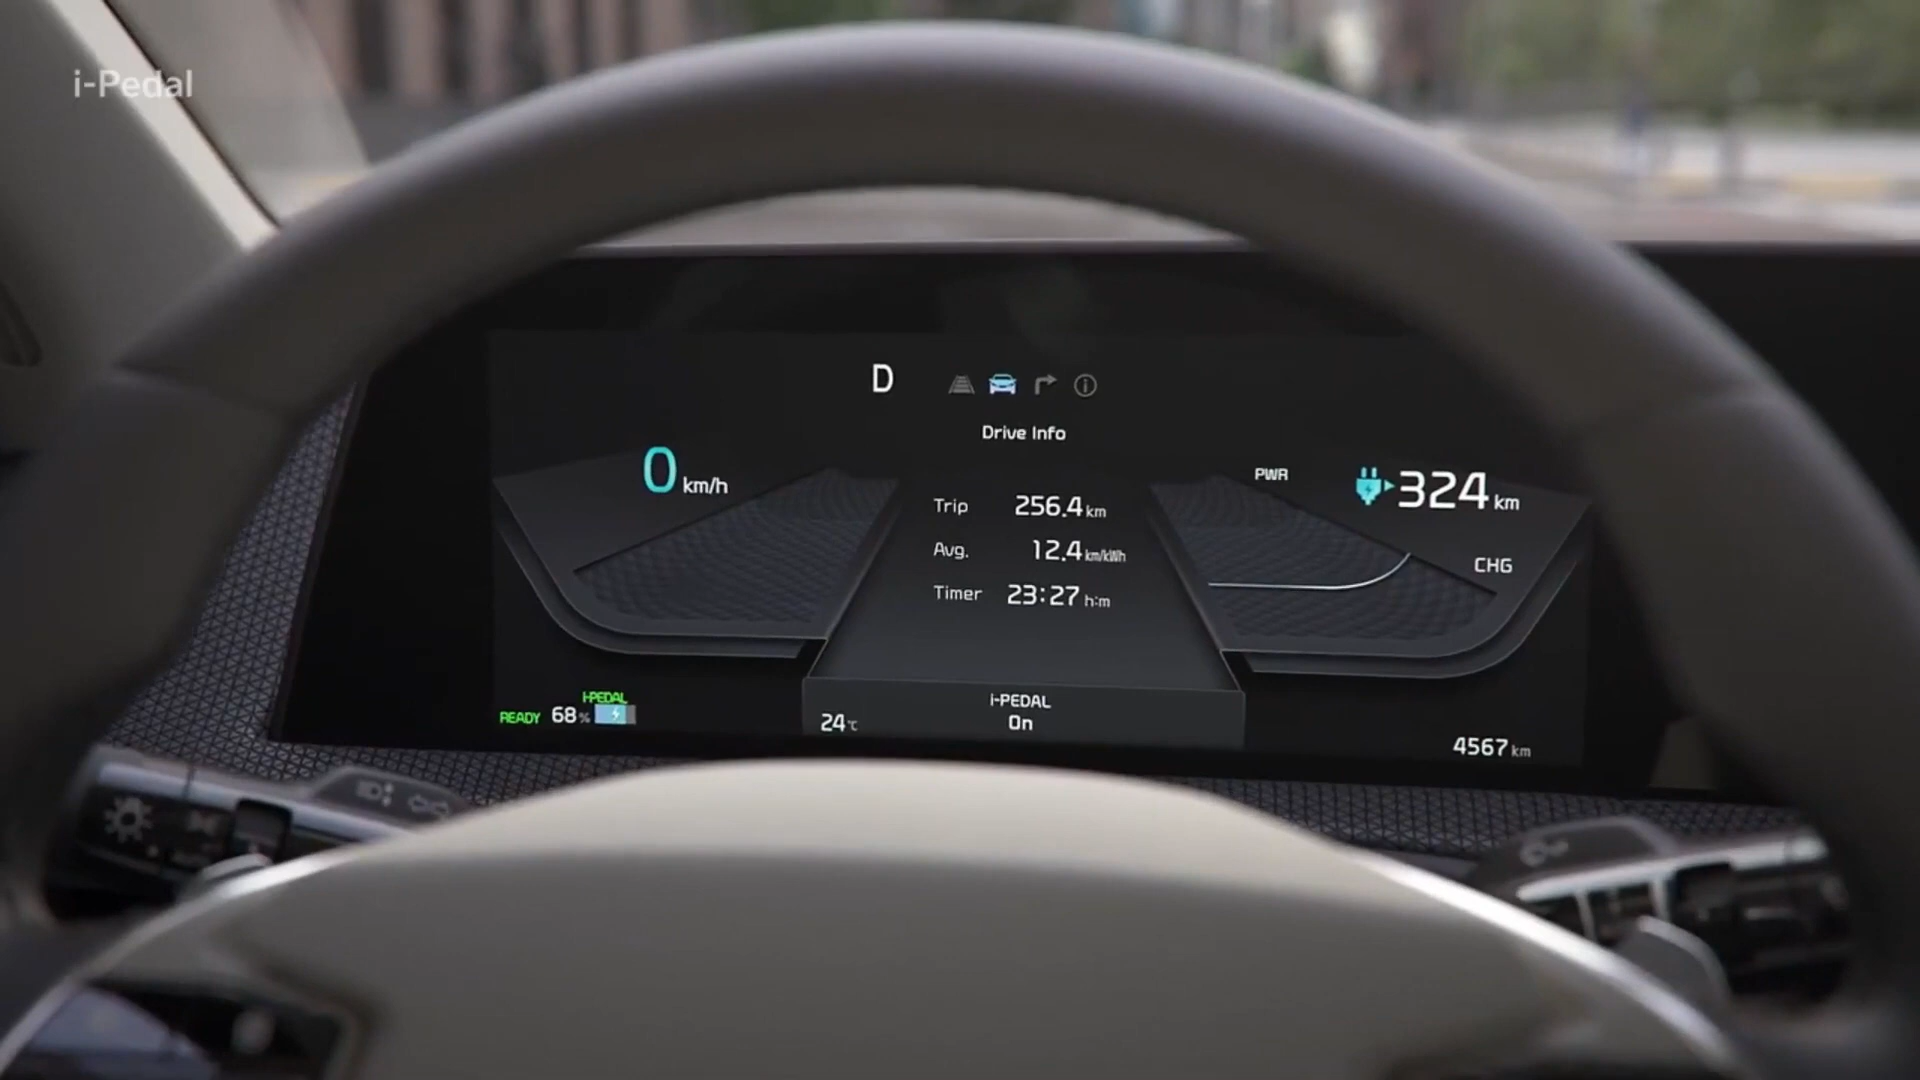 i-Pedal
D
Drive Info
0 km/h
PWR
324 km
Trip 256.4 km
Avg. 12.4 km/kWh
CHG
Timer 23:27 h:m
i-PEDAL
READY 68%
i-PEDAL
On
24°C
4567 km